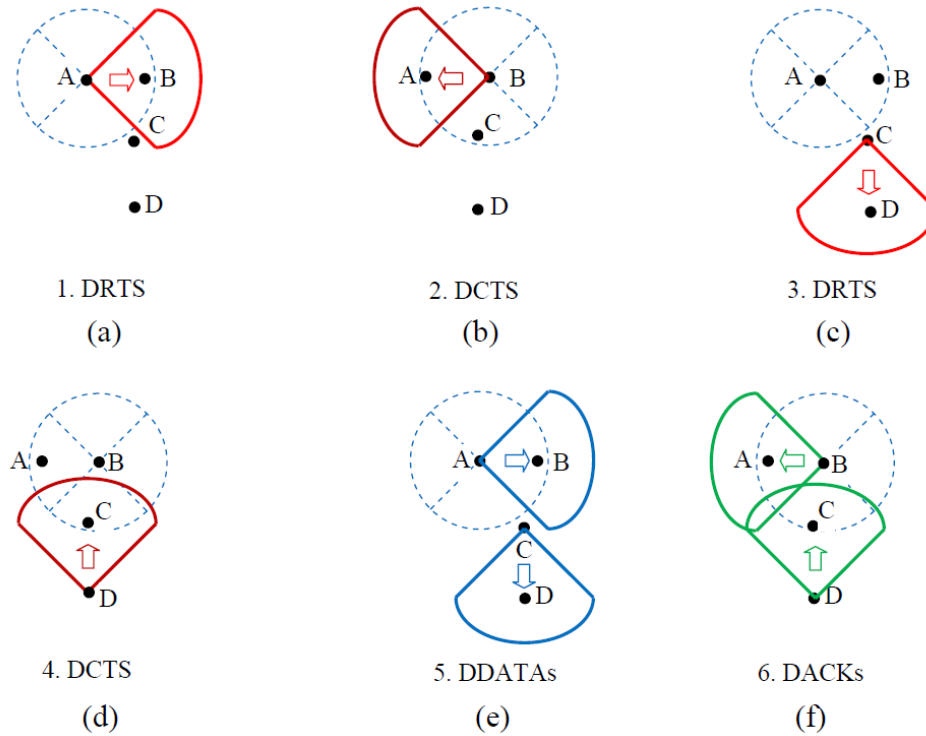 A B
C
D
1. DRTS
(a)
A B
C
D
2. DCTS
(b)
A B
C
D
3. DRTS
(c)
A B
C
D
4. DCTS
(d)
A B
C
D
5. DDATAs
(e)
A B
C
D
6. DACKs
(f)